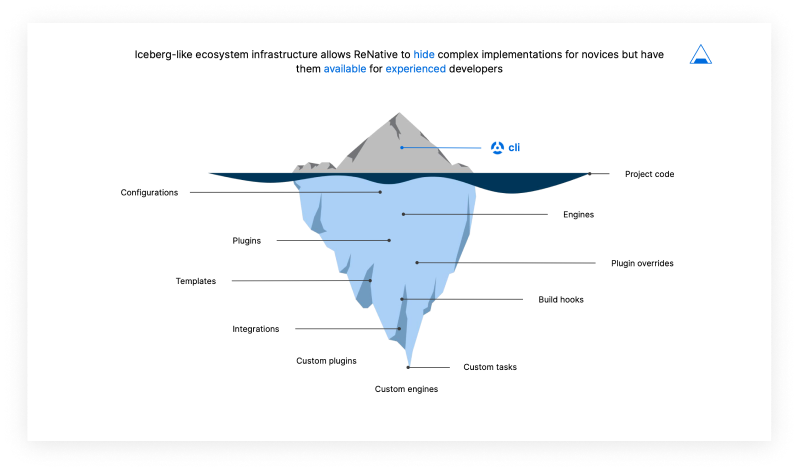 Iceberg-like ecosystem infrastructure allows ReNative to hide complex implementations for novices but have
them available for experienced developers
cli
Project code
Configurations
Engines
Plugins
Plugin overrides
Templates
Build hooks
Integrations
Custom plugins
Custom tasks
Custom engines